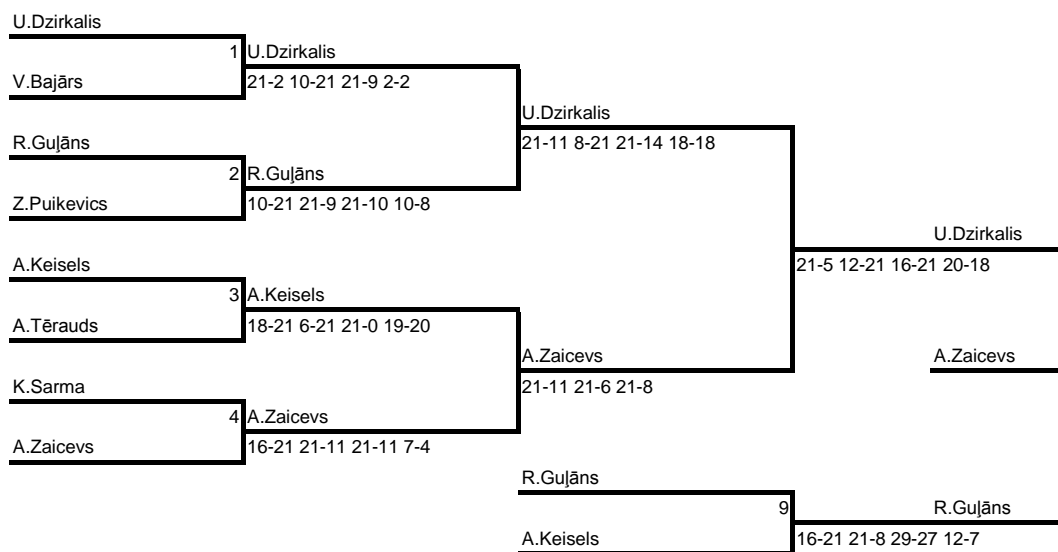 U.Dzirkalis
1 U.Dzirkalis
V.Bajārs
21-2 10-21 21-9 2-2
U.Dzirkalis
R.Guļāns
21-11 8-21 21-14 18-18
2 R.Guļāns
Z.Puikevics
10-21 21-9 21-10 10-8
U.Dzirkalis
A.Keisels
21-5 12-21 16-21 20-18
3 A.Keisels
A.Tērauds
18-21 6-21 21-0 19-20
A.Zaicevs
A.Zaicevs
K.Sarma
21-11 21-6 21-8
4 A.Zaicevs
A.Zaicevs
16-21 21-11 21-11 7-4
R.Guļāns
9 R.Guļāns
A.Keisels
16-21 21-8 29-27 12-7